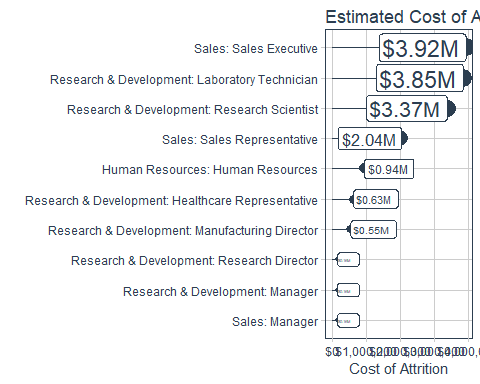 Estimated Cost of A
Sales: Sales Executive
$3.92M
Research & Development: Laboratory Technician
$3.85M
Research & Development: Research Scientist
$3.37M
Sales: Sales Representative
$2.04M
Human Resources: Human Resources
$0.94M
Research & Development: Healthcare Representative
$0.63M
Research & Development: Manufacturing Director
$0.55M
Research & Development: Research Director
Research & Development: Manager
Sales: Manager
Cost of Attrition